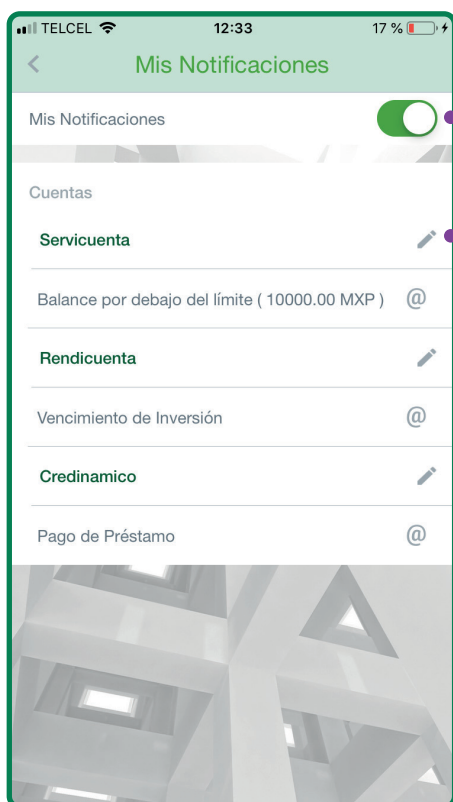 TELCEL 12:33 17 %
Mis Notificaciones
Mis Notificaciones
Cuentas
Servicuenta
Balance por debajo del límite ( 10000.00 MXP ) @
Rendicuenta
Vencimiento de Inversión @
Credinamico
Pago de Préstamo @